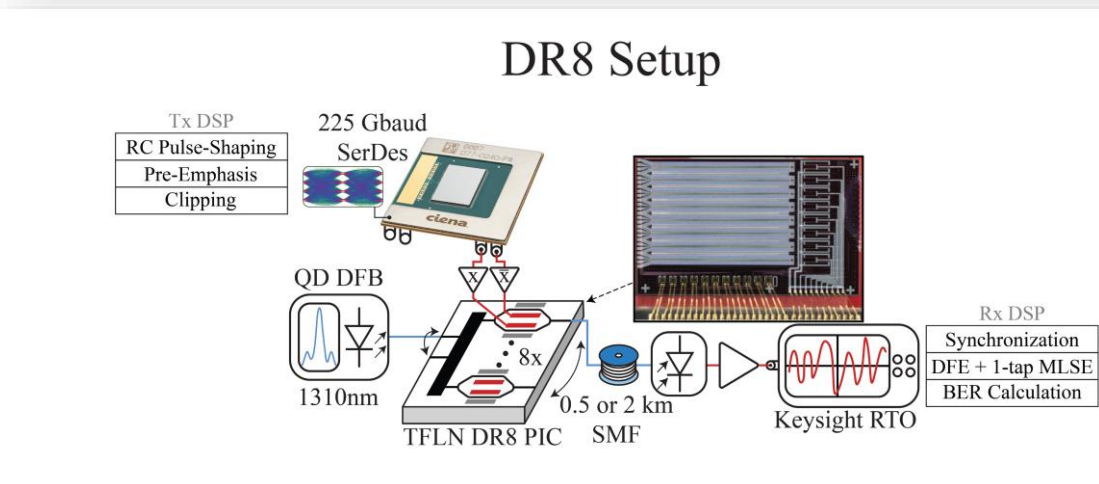 DR8 Setup
Tx DSP
RC Pulse-Shaping
Pre-Emphasis
Clipping
225 Gbaud
SerDes
ciena
X
X̅
QD DFB
1310nm
8x
TFLN DR8 PIC
0.5 or 2 km
SMF
Keysight RTO
Rx DSP
Synchronization
DFE + 1-tap MLSE
BER Calculation